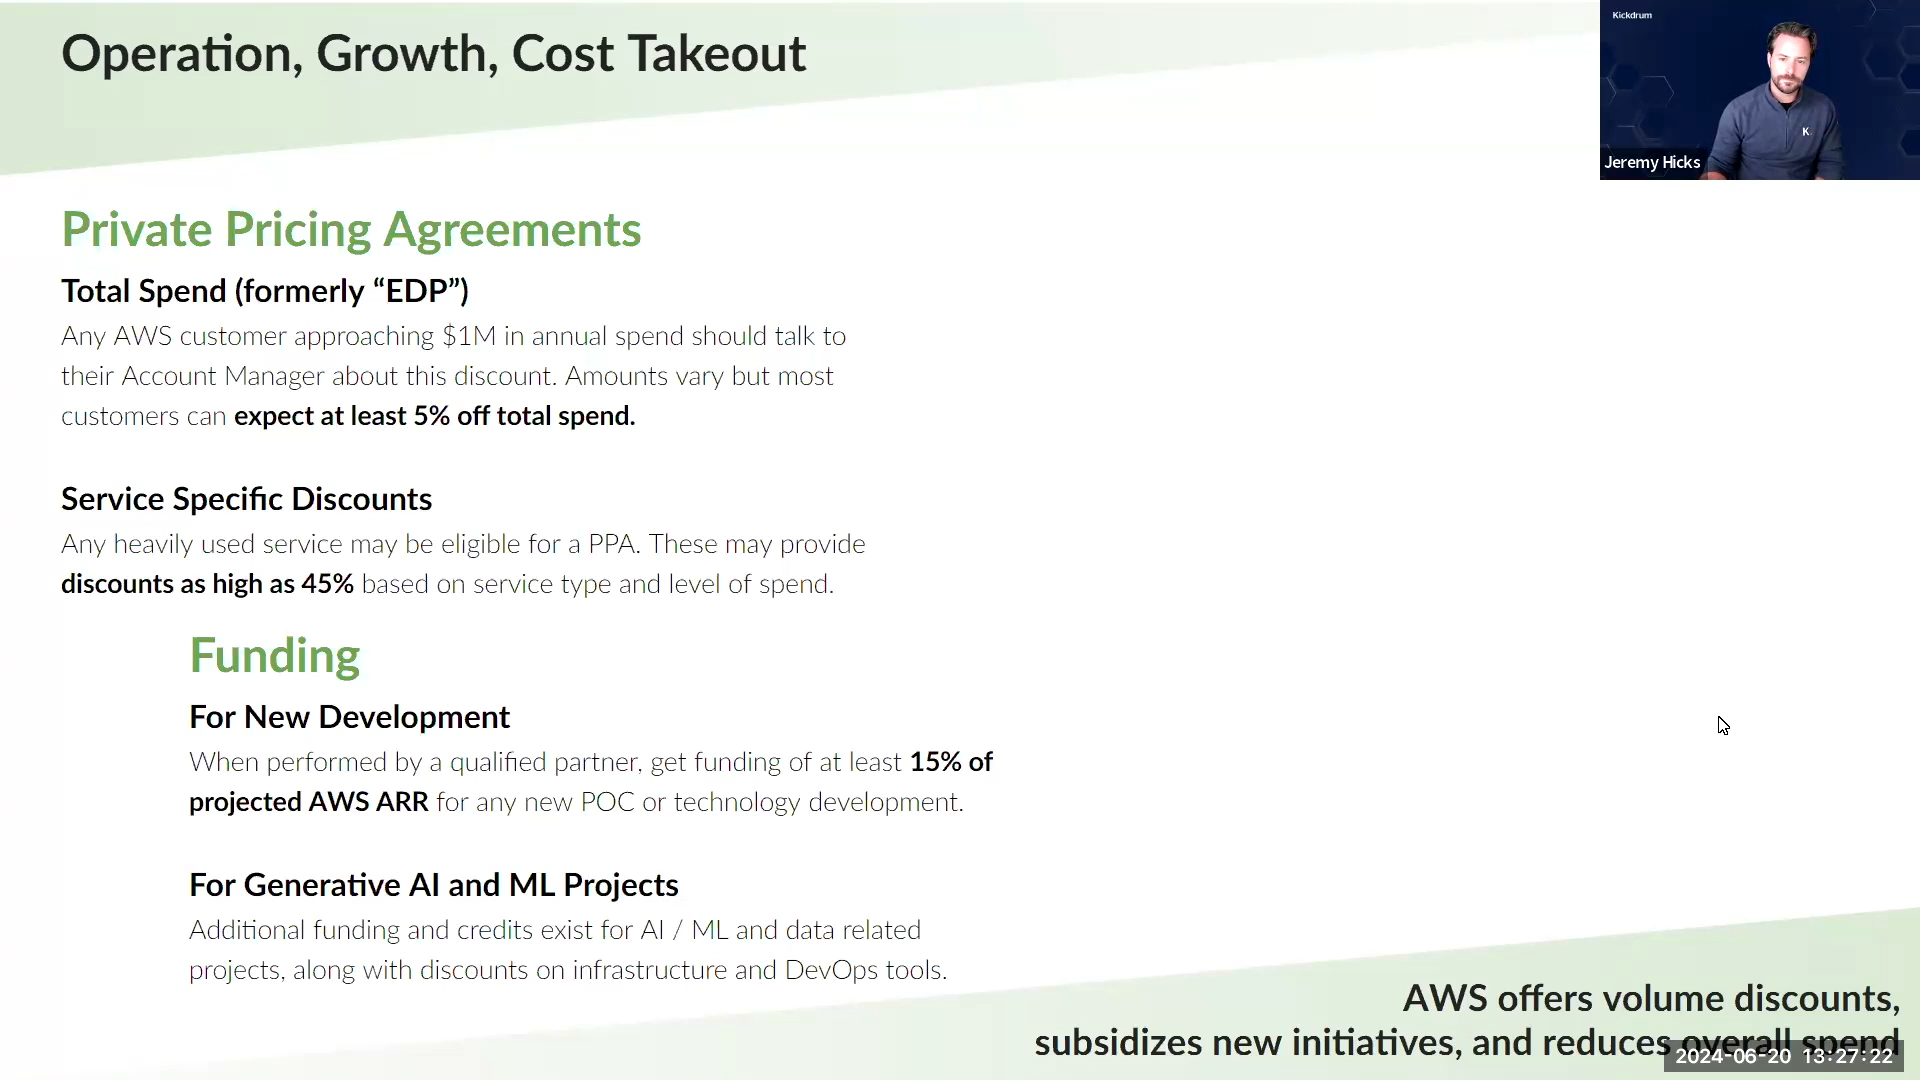 Operation, Growth, Cost Takeout
Kickdrum
K.
Jeremy Hicks
Private Pricing Agreements
Total Spend (formerly “EDP”)
Any AWS customer approaching $1M in annual spend should talk to
their Account Manager about this discount. Amounts vary but most
customers can expect at least 5% off total spend.
Service Specific Discounts
Any heavily used service may be eligible for a PPA. These may provide
discounts as high as 45% based on service type and level of spend.
Funding
For New Development
When performed by a qualified partner, get funding of at least 15% of
projected AWS ARR for any new POC or technology development.
For Generative AI and ML Projects
Additional funding and credits exist for AI / ML and data related
projects, along with discounts on infrastructure and DevOps tools.
AWS offers volume discounts,
subsidizes new initiatives, and reduces overall spend
2024-06-20 13:27:22